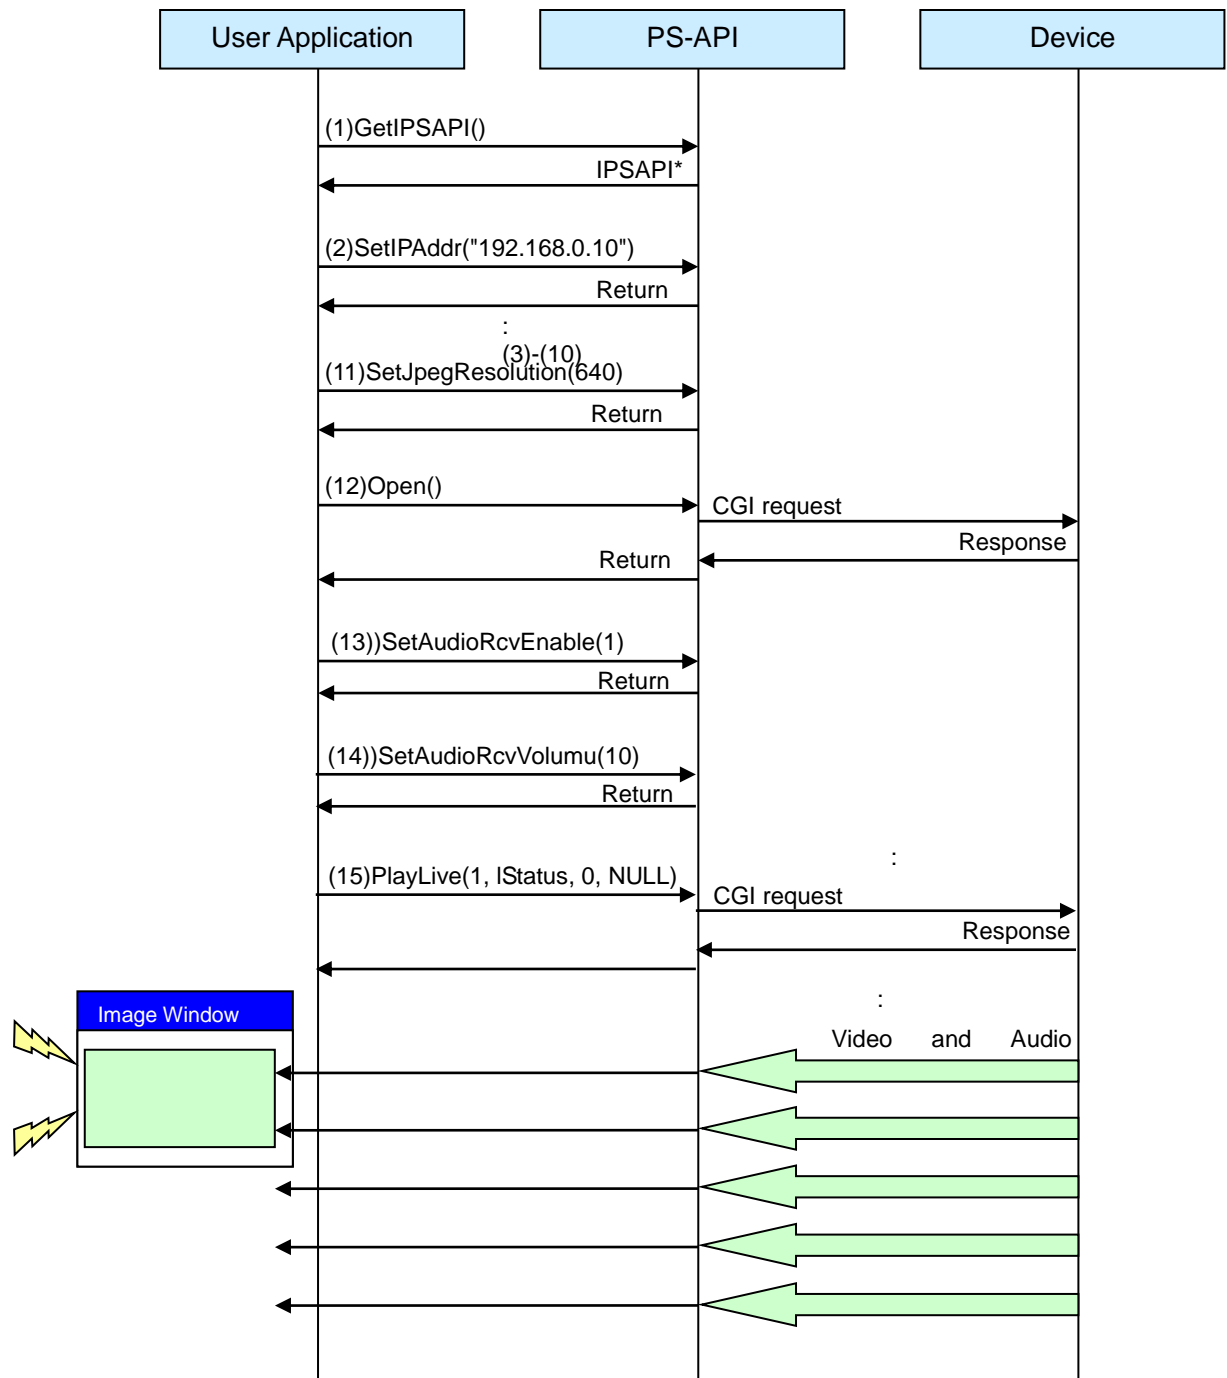 User Application
PS-API
Device
(1)GetIPSAPI()
IPSAPI*
(2)SetIPAddr("192.168.0.10")
Return
:
(3)-(10)
(11)SetJpegResolution(640)
Return
(12)Open()
CGI request
Response
Return
(13))SetAudioRcvEnable(1)
Return
(14))SetAudioRcvVolumu(10)
Return
:
(15)PlayLive(1, lStatus, 0, NULL)
CGI request
Response
:
Image Window
Video and Audio